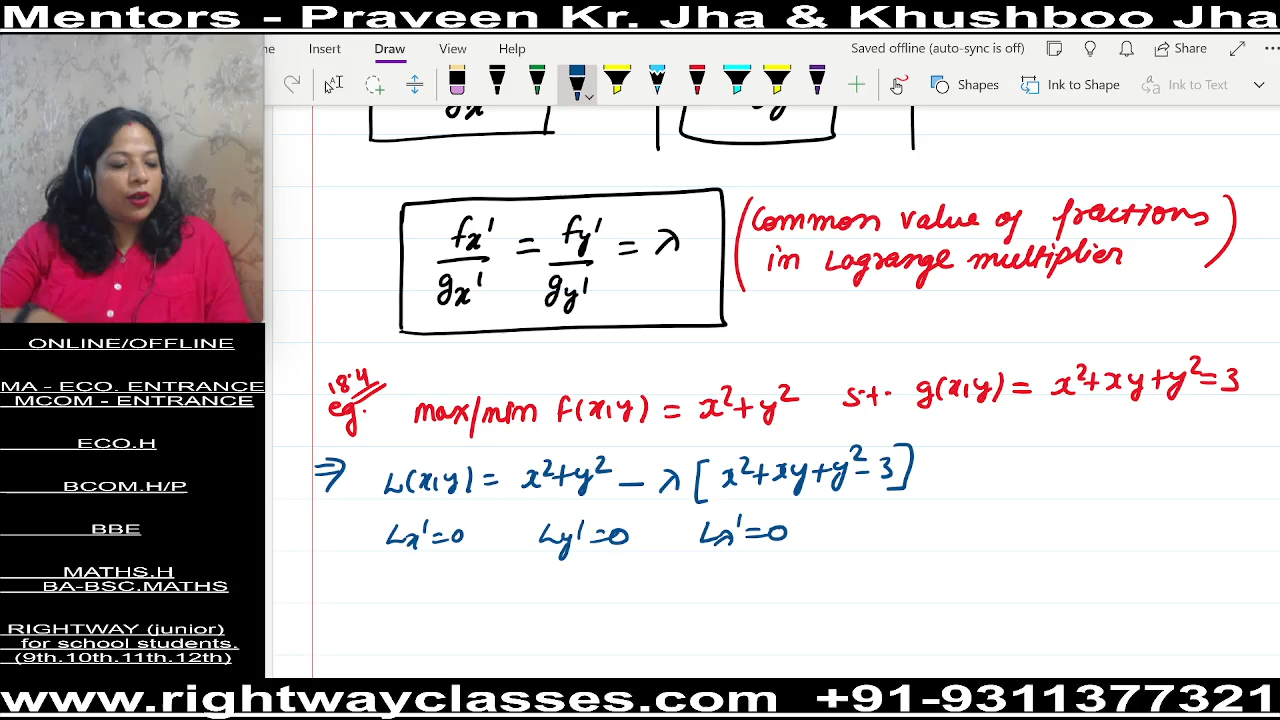 Mentors - Praveen Kr. Jha & Khushboo Jha
Insert Draw View Help Saved offline (auto-sync is off) Share
Shapes Ink to Shape Ink to Text
gx'
fx'/gx' = fy'/gy' = λ
(Common value of fractions
in Lagrange multiplier)
18.4
eg. max/min f(x,y) = x²+y² s.t. g(x,y) = x²+xy+y²=3
⇒ L(x,y) = x²+y² - λ[x²+xy+y²-3]
Lx'=0 Ly'=0 Lλ'=0
ONLINE/OFFLINE
MA - ECO. ENTRANCE
MCOM - ENTRANCE
ECO.H
BCOM.H/P
BBE
MATHS.H
BA-BSC.MATHS
RIGHTWAY (junior)
for school students.
(9th.10th.11th.12th)
www.rightwayclasses.com +91-9311377321